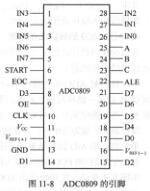 IN3 1 28 IN2
IN4 2 27 IN1
IN5 3 26 IN0
IN6 4 25 A
IN7 5 24 B
START 6 23 C
EOC 7 22 ALE
D3 8 ADC0809 21 D7
OE 9 20 D6
CLK 10 19 D5
VCC 11 18 D4
VREF(+) 12 17 D0
GND 13 16 VREF(−)
D1 14 15 D2
图 11-8 ADC0809 的引脚